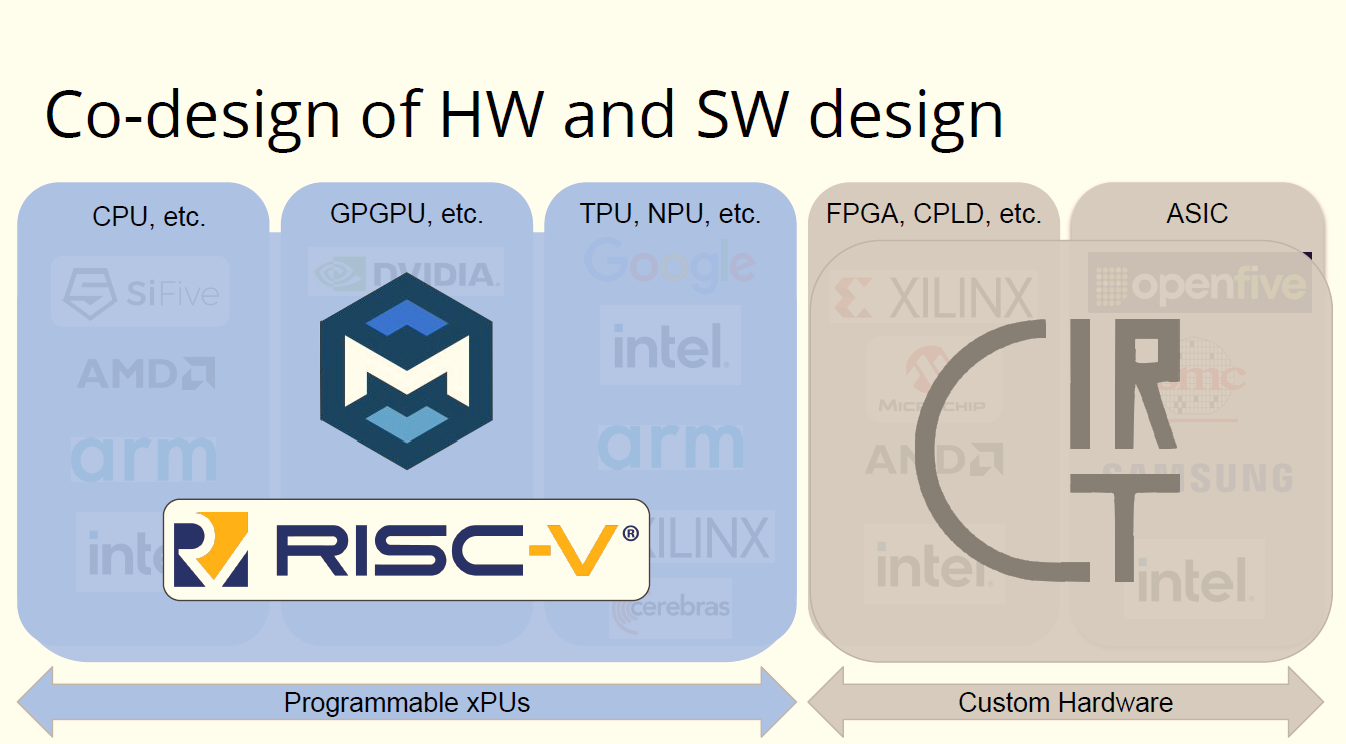 Co-design of HW and SW design
CPU, etc.
GPGPU, etc.
TPU, NPU, etc.
FPGA, CPLD, etc.
ASIC
SiFive
AMD
arm
intel
NVIDIA.
M
RISC-V®
Google
intel.
arm
XILINX
cerebras
XILINX
MICROCHIP
AMD
intel.
openfive
smc
SAMSUNG
intel.
CIRCT
Programmable xPUs
Custom Hardware